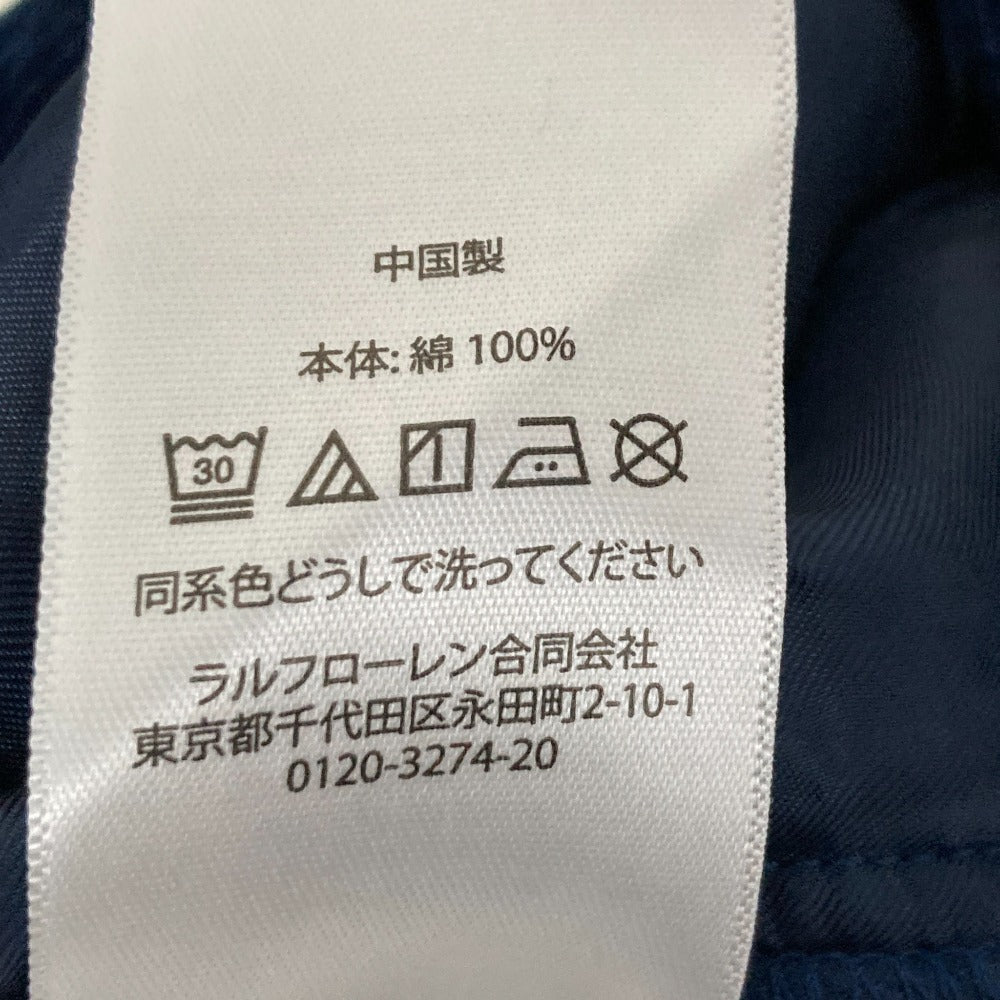 中国製
本体: 綿 100%
30
同系色どうしで洗ってください
ラルフローレン合同会社
東京都千代田区永田町2-10-1
0120-3274-20